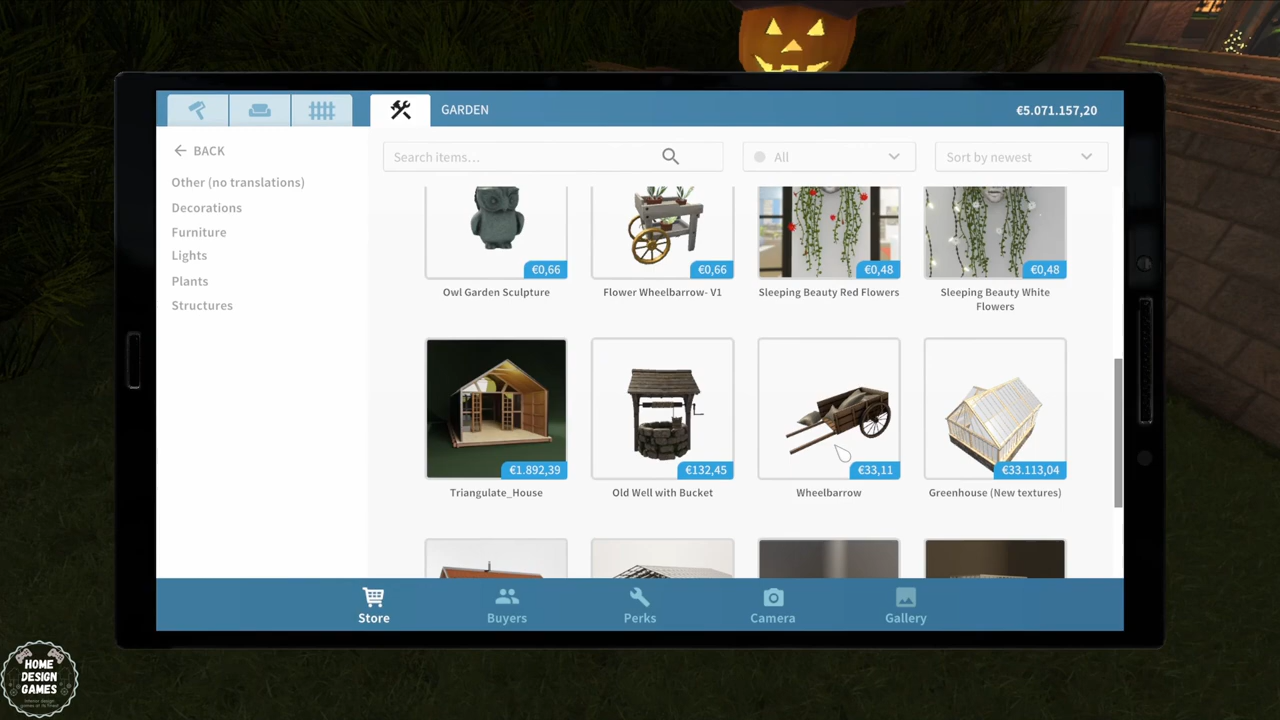 GARDEN
€5.071.157,20
BACK
Search items...
All
Sort by newest
Other (no translations)
Decorations
Furniture
Lights
Plants
Structures
€0,66
€0,66
€0,48
€0,48
Owl Garden Sculpture
Flower Wheelbarrow- V1
Sleeping Beauty Red Flowers
Sleeping Beauty White
Flowers
€1.892,39
€132,45
€33,11
€33.113,04
Triangulate_House
Old Well with Bucket
Wheelbarrow
Greenhouse (New textures)
Store
Buyers
Perks
Camera
Gallery
HOME
DESIGN
GAMES